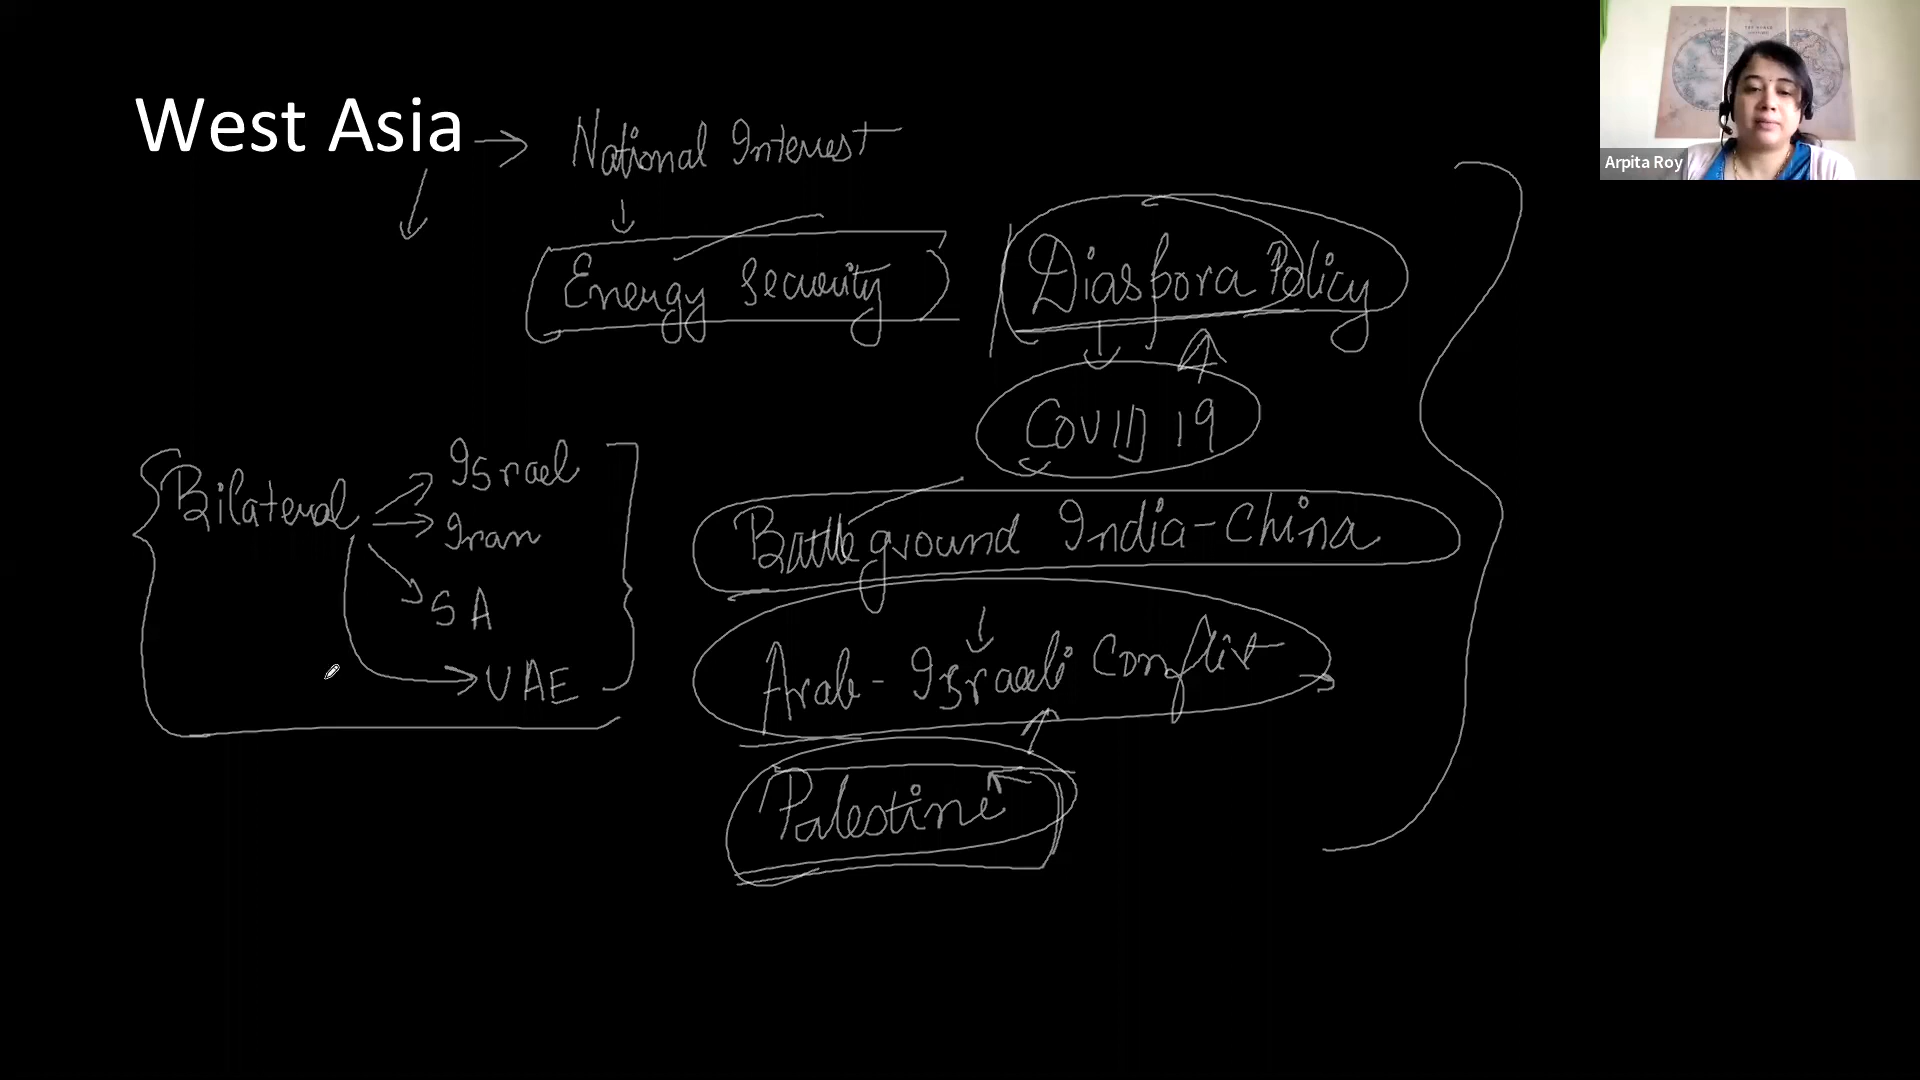 West Asia → National Interest
Arpita Roy
Energy Security
Diaspora Policy
COVID 19
Bilateral
Israel
Iran
SA
UAE
Battleground India-China
Arab-Israeli Conflict
Palestine